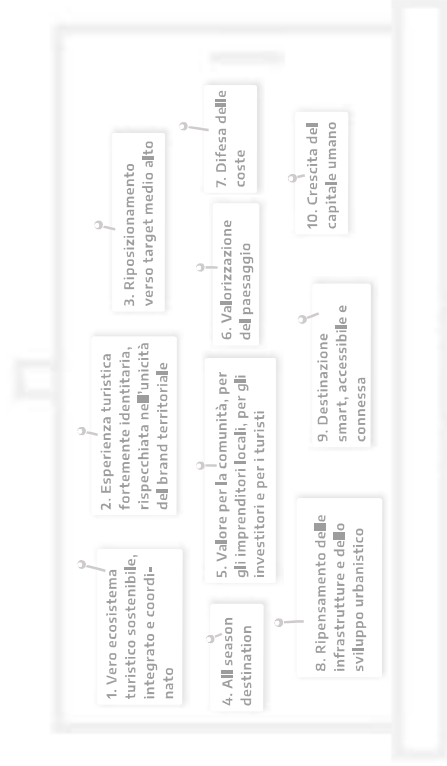 1. Vero ecosistema
turistico sostenibile,
integrato e coordi-
nato
2. Esperienza turistica
fortemente identitaria,
rispecchiata nell'unicità
del brand territoriale
3. Riposizionamento
verso target medio alto
4. All season
destination
5. Valore per la comunità, per
gli imprenditori locali, per gli
investitori e per i turisti
6. Valorizzazione
del paesaggio
7. Difesa delle
coste
8. Ripensamento delle
infrastrutture e dello
sviluppo urbanistico
9. Destinazione
smart, accessibile e
connessa
10. Crescita del
capitale umano